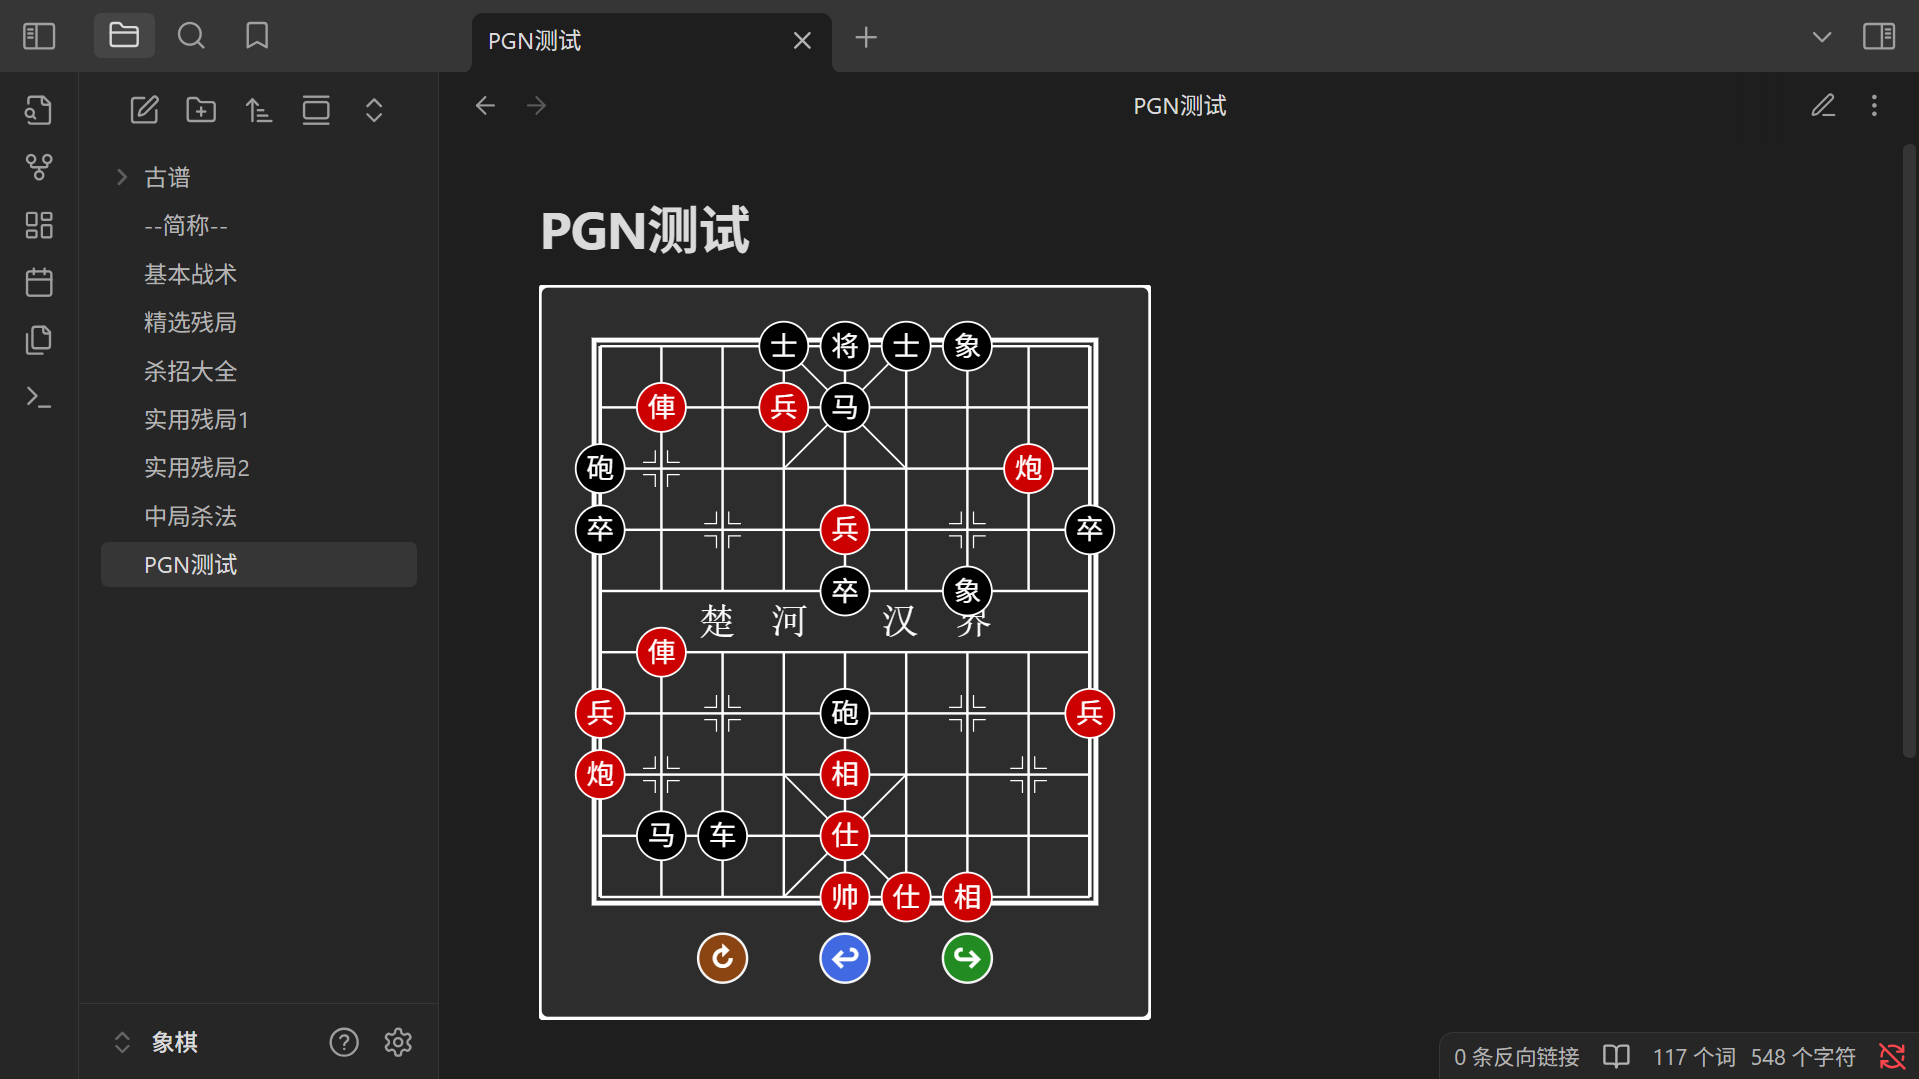 PGN测试
PGN测试
古谱
--简称--
基本战术
精选残局
杀招大全
实用残局1
实用残局2
中局杀法
PGN测试
象棋
PGN测试
士 将 士 象
俥 兵 马
砲 炮
卒 兵 卒
卒 象
楚 河 汉 界
俥
兵 砲 兵
炮 相
马 车 仕
帅 仕 相
0 条反向链接 117 个词 548 个字符